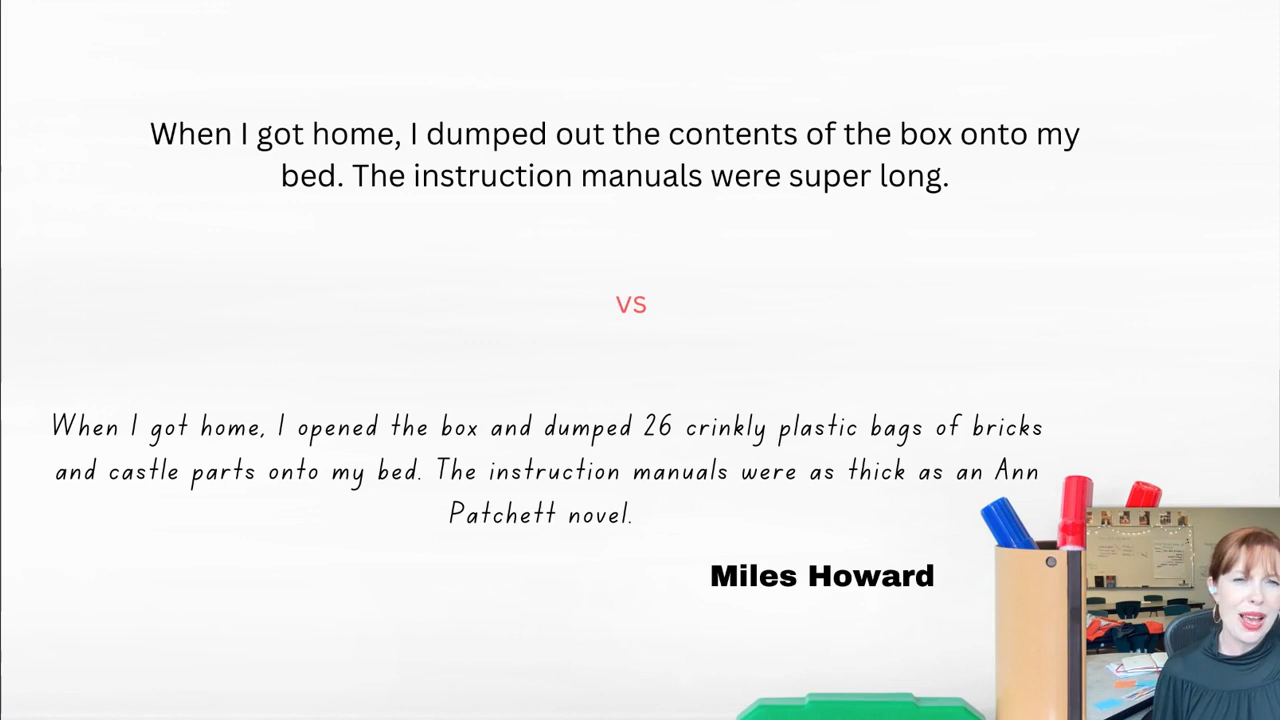 When I got home, I dumped out the contents of the box onto my
bed. The instruction manuals were super long.
vs
When I got home, I opened the box and dumped 26 crinkly plastic bags of bricks
and castle parts onto my bed. The instruction manuals were as thick as an Ann
Patchett novel.
Miles Howard